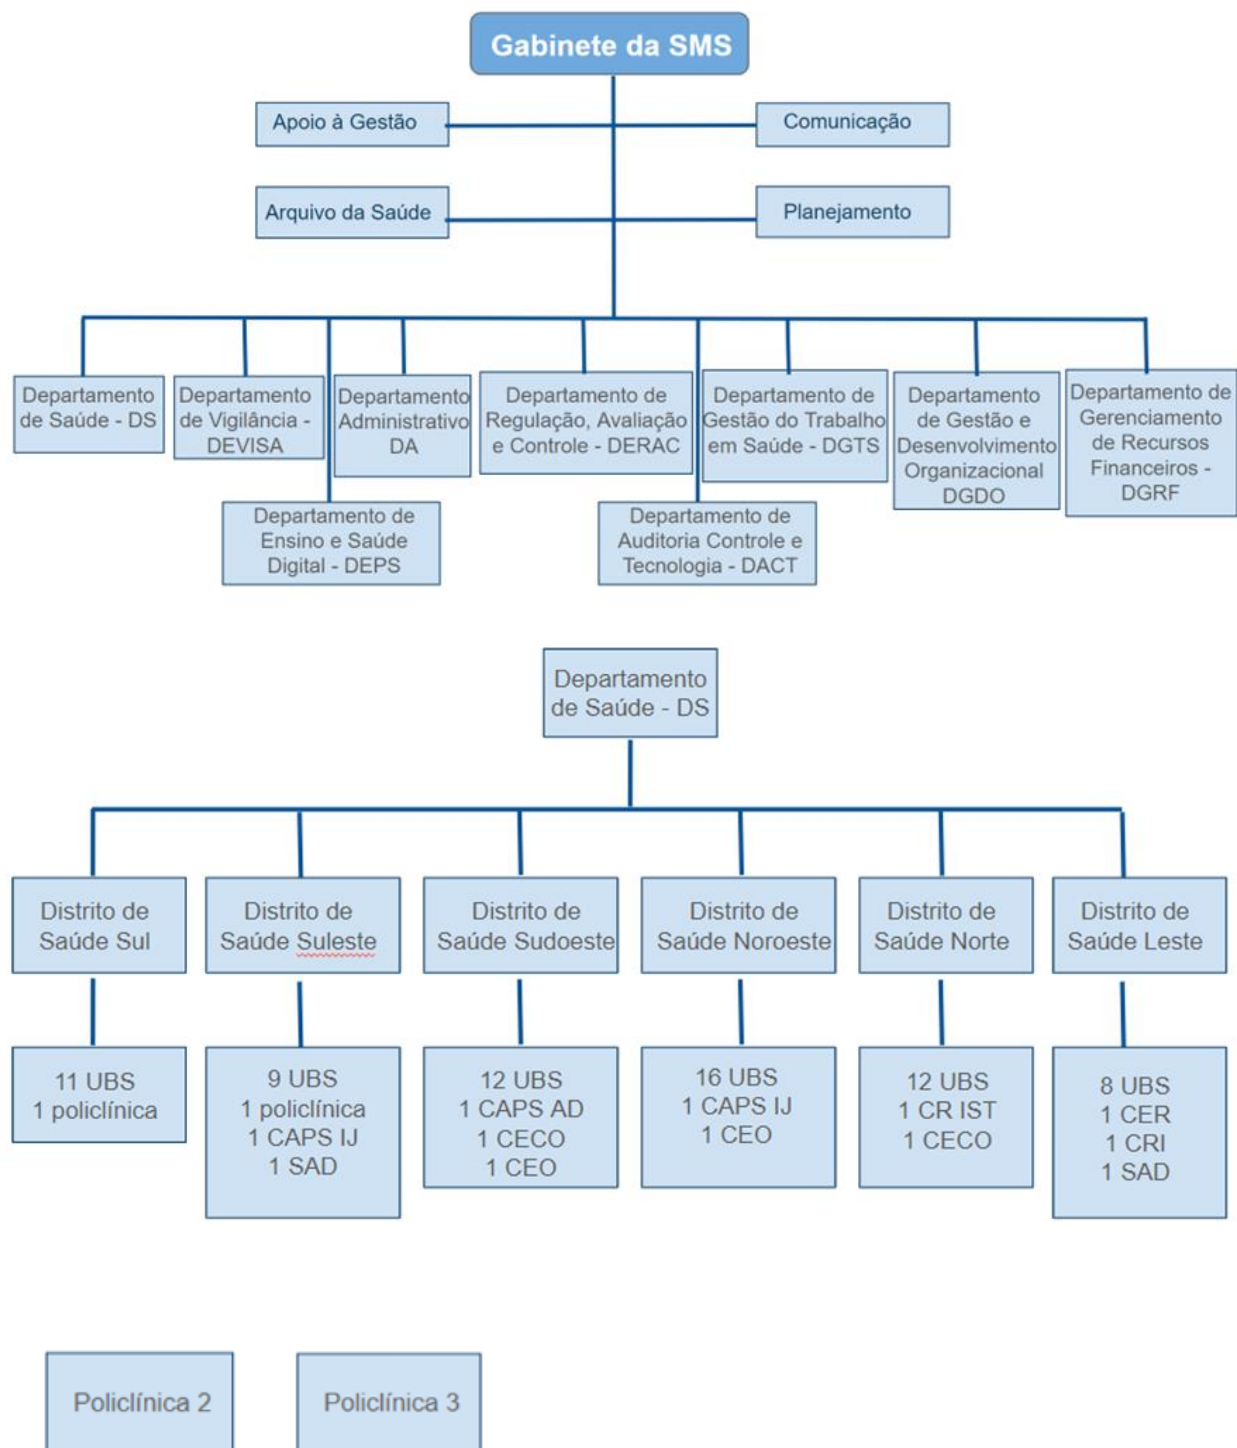 Gabinete da SMS
Apoio à Gestão
Comunicação
Arquivo da Saúde
Planejamento
Departamento
de Saúde - DS
Departamento
de Vigilância -
DEVISA
Departamento
Administrativo
DA
Departamento de
Regulação, Avaliação
e Controle - DERAC
Departamento de
Gestão do Trabalho
em Saúde - DGTS
Departamento
de Gestão e
Desenvolvimento
Organizacional
DGDO
Departamento de
Gerenciamento
de Recursos
Financeiros -
DGRF
Departamento de
Ensino e Saúde
Digital - DEPS
Departamento de
Auditoria Controle e
Tecnologia - DACT
Departamento
de Saúde - DS
Distrito de
Saúde Sul
Distrito de
Saúde Suleste
Distrito de
Saúde Sudoeste
Distrito de
Saúde Noroeste
Distrito de
Saúde Norte
Distrito de
Saúde Leste
11 UBS
1 policlínica
9 UBS
1 policlínica
1 CAPS IJ
1 SAD
12 UBS
1 CAPS AD
1 CECO
1 CEO
16 UBS
1 CAPS IJ
1 CEO
12 UBS
1 CR IST
1 CECO
8 UBS
1 CER
1 CRI
1 SAD
Policlínica 2
Policlínica 3